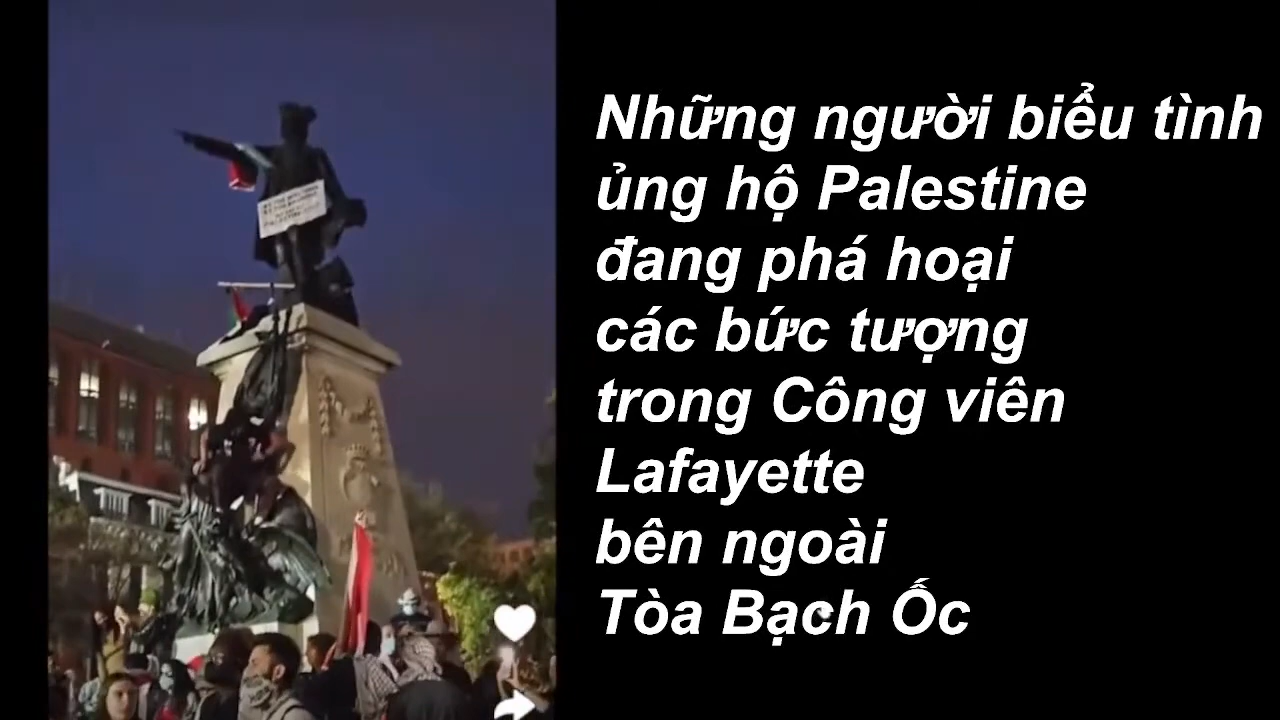 Những người biểu tình
ủng hộ Palestine
đang phá hoại
các bức tượng
trong Công viên
Lafayette
bên ngoài
Tòa Bạch Ốc